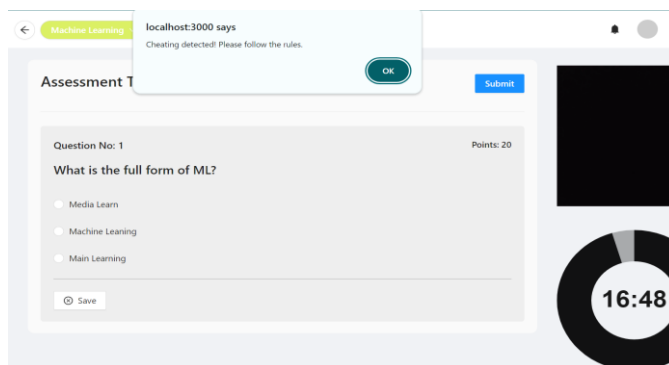 localhost:3000 says
Machine Learning
Cheating detected! Please follow the rules.
OK
Assessment T
Submit
Question No: 1
Points: 20
What is the full form of ML?
Media Learn
Machine Leaning
Main Learning
Save
16:48